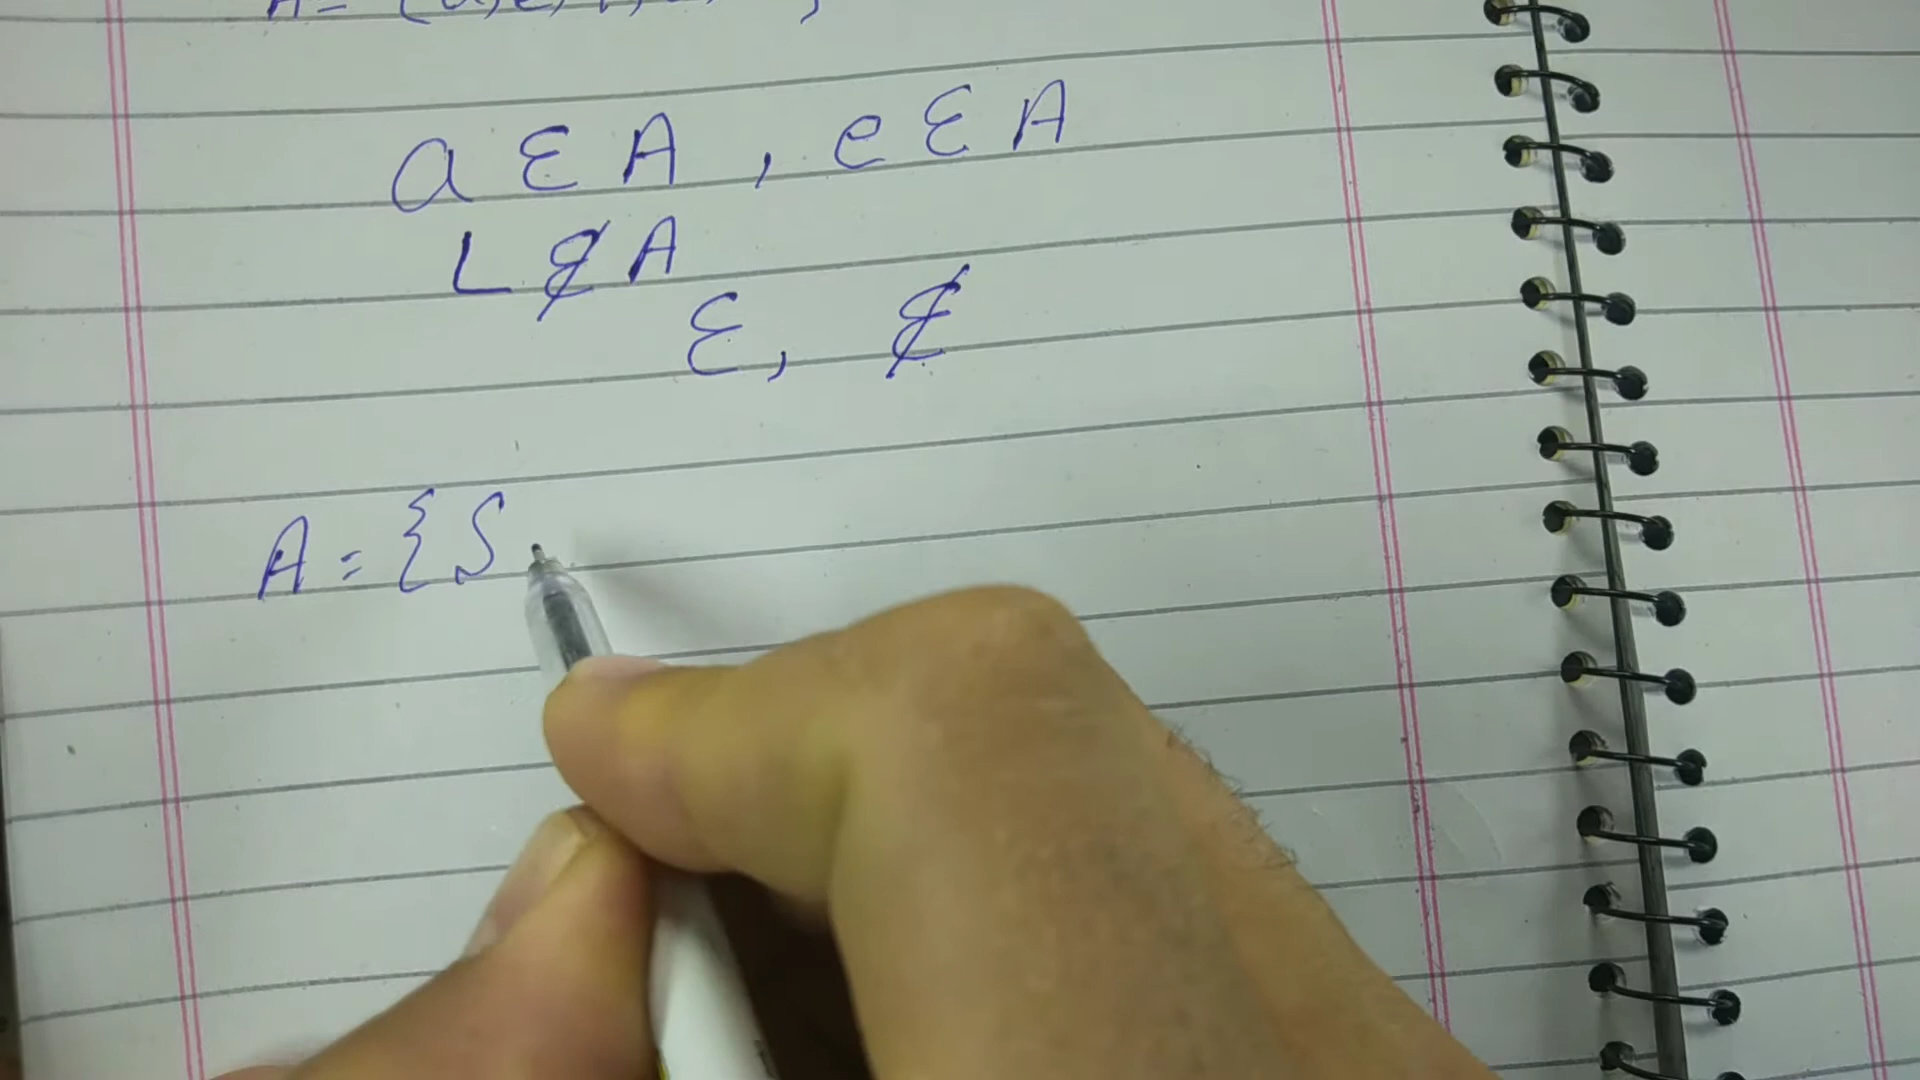 a ∈ A , e ∈ A
L ∉ A
∈ , ∉
A = { S